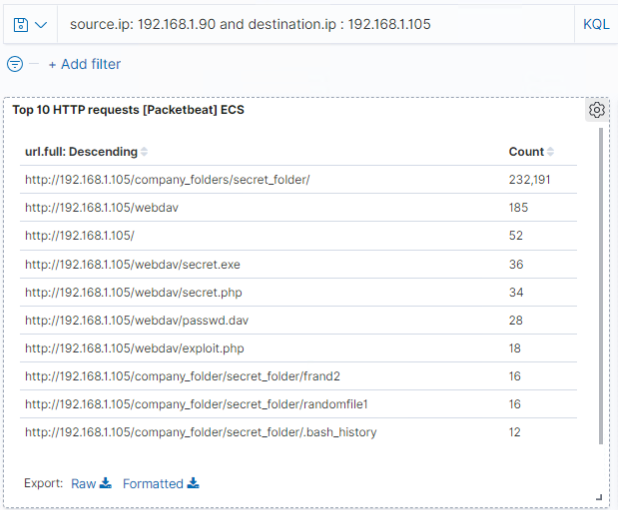 source.ip: 192.168.1.90 and destination.ip : 192.168.1.105 KQL
+ Add filter
Top 10 HTTP requests [Packetbeat] ECS
url.full: Descending Count
http://192.168.1.105/company_folders/secret_folder/ 232,191
http://192.168.1.105/webdav 185
http://192.168.1.105/ 52
http://192.168.1.105/webdav/secret.exe 36
http://192.168.1.105/webdav/secret.php 34
http://192.168.1.105/webdav/passwd.dav 28
http://192.168.1.105/webdav/exploit.php 18
http://192.168.1.105/company_folder/secret_folder/frand2 16
http://192.168.1.105/company_folder/secret_folder/randomfile1 16
http://192.168.1.105/company_folder/secret_folder/.bash_history 12
Export: Raw Formatted